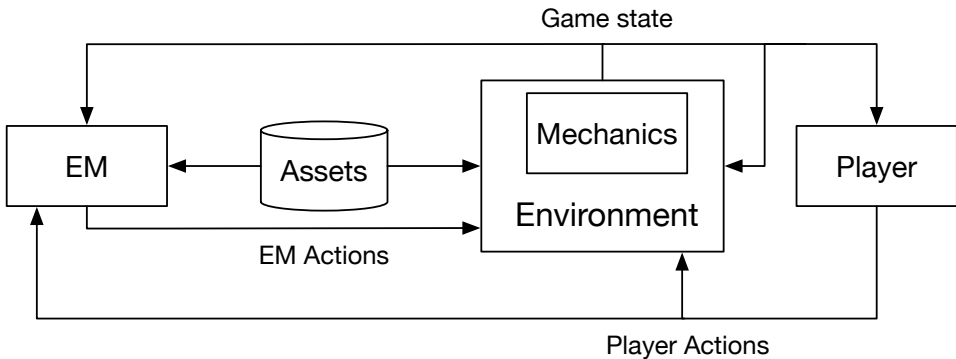 Game state
EM
Assets
Mechanics
Environment
Player
EM Actions
Player Actions